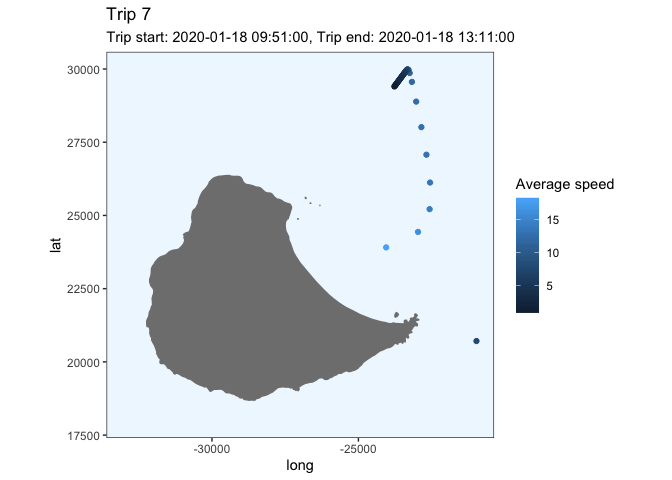 Trip 7
Trip start: 2020-01-18 09:51:00, Trip end: 2020-01-18 13:11:00
30000
27500
25000
22500
20000
17500
lat
-30000
-25000
long
Average speed
15
10
5